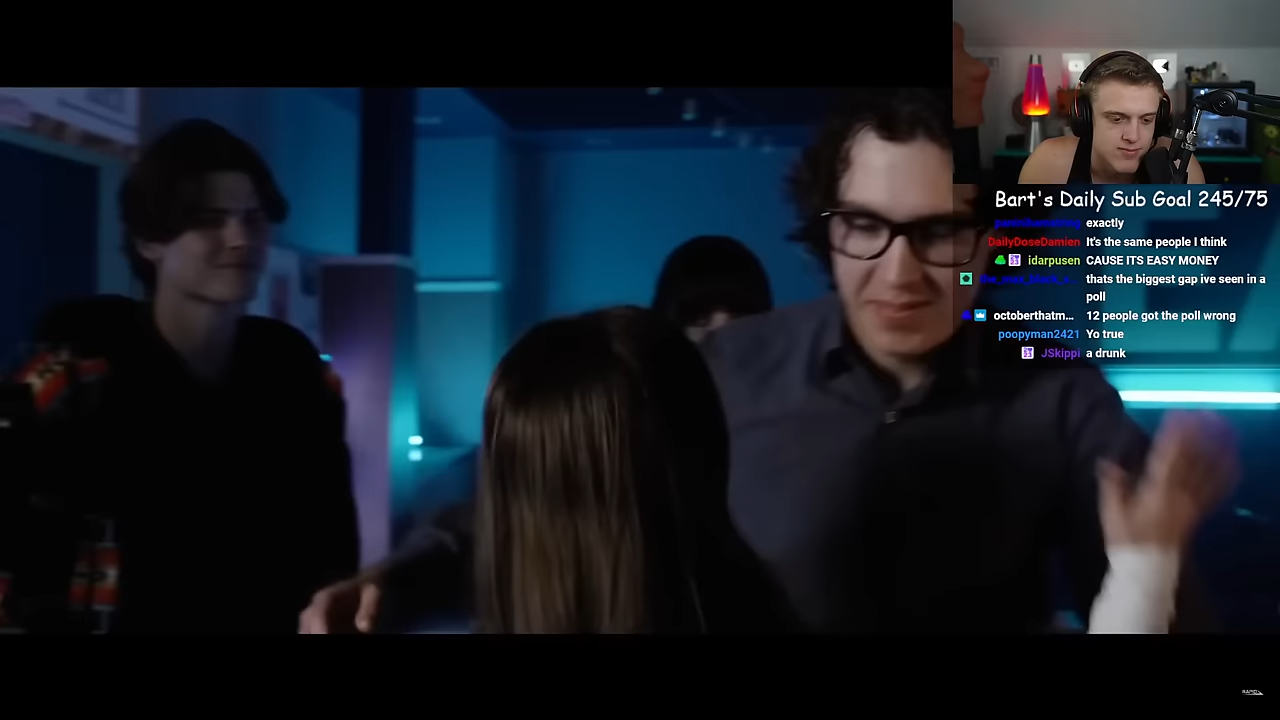 Bart's Daily Sub Goal 245/75
exactly
DailyDoseDamien It's the same people I think
idarpusen CAUSE ITS EASY MONEY
thats the biggest gap ive seen in a
poll
octoberthatm... 12 people got the poll wrong
poopyman2421 Yo true
JSkippi a drunk